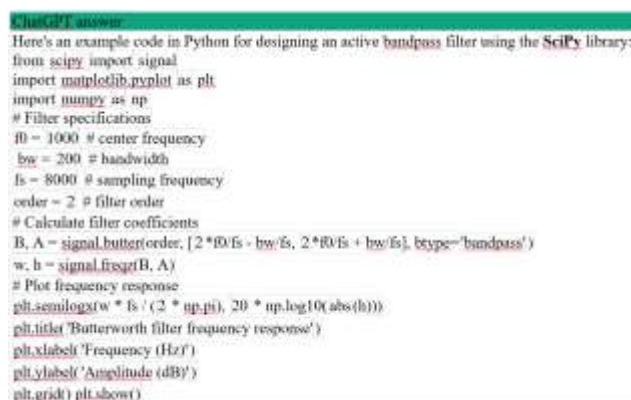 ChatGPT answer
Here's an example code in Python for designing an active bandpass filter using the SciPy library:
from scipy import signal
import matplotlib.pyplot as plt
import numpy as np
# Filter specifications
f0 = 1000 # center frequency
bw = 200 # bandwidth
fs = 8000 # sampling frequency
order = 2 # filter order
# Calculate filter coefficients
B, A = signal.butter(order, [2*f0/fs - bw/fs, 2*f0/fs + bw/fs], btype='bandpass')
w, h = signal.freqz(B, A)
# Plot frequency response
plt.semilogx(w * fs / (2 * np.pi), 20 * np.log10(abs(h)))
plt.title('Butterworth filter frequency response')
plt.xlabel('Frequency (Hz)')
plt.ylabel('Amplitude (dB)')
plt.grid() plt.show()